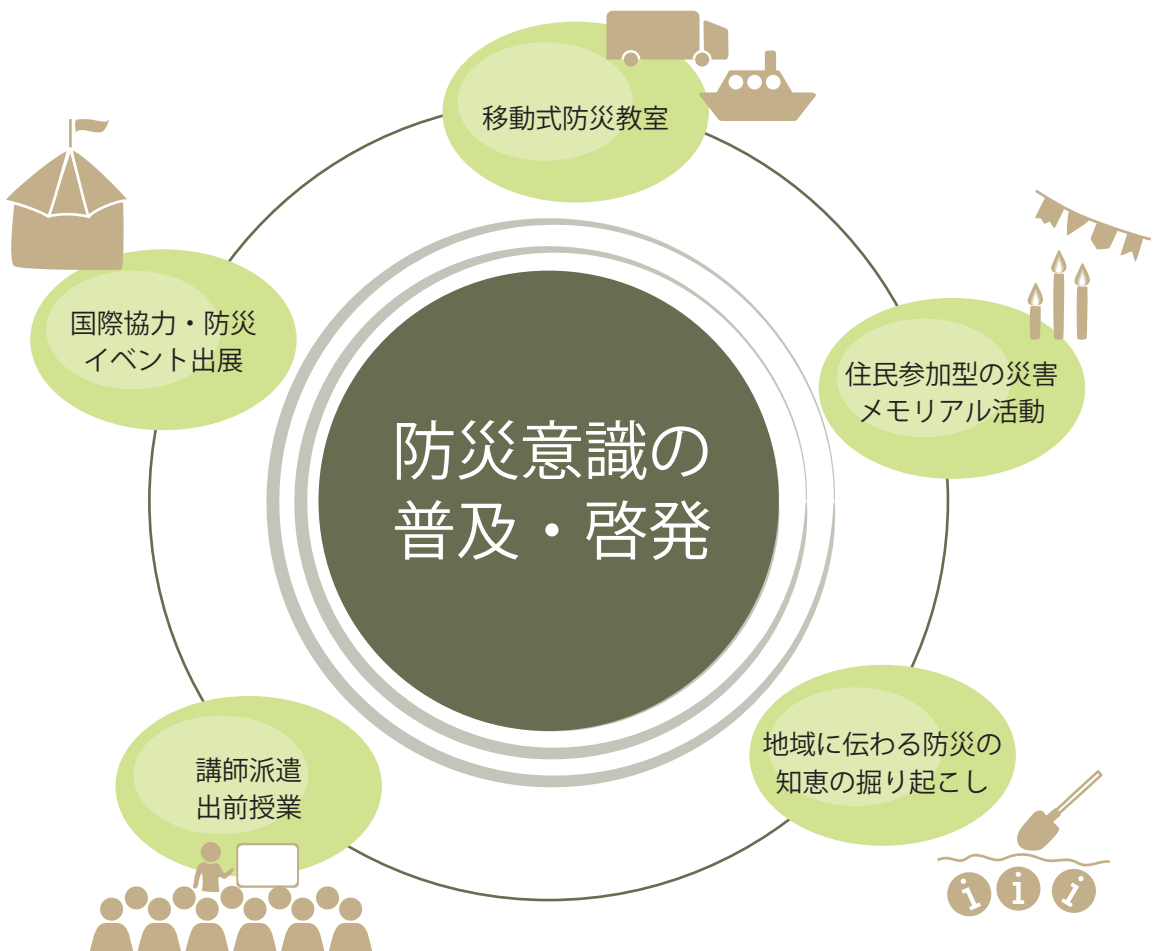 移動式防災教室
国際協力・防災
イベント出展
住民参加型の災害
メモリアル活動
防災意識の
普及・啓発
地域に伝わる防災の
知恵の掘り起こし
講師派遣
出前授業
i i i